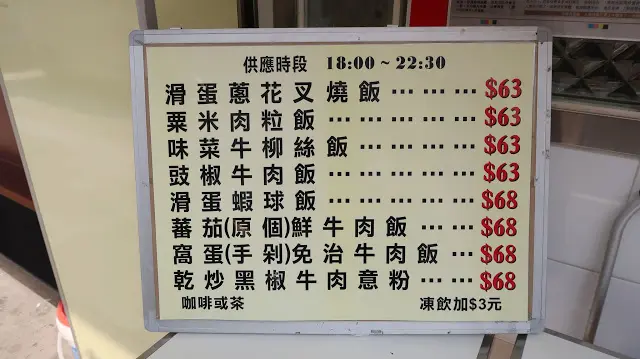 供應時段 18:00 ~ 22:30
滑蛋蔥花叉燒飯 ··· ··· ··· $63
粟米肉粒飯 ··· ··· ··· ··· ··· $63
味菜牛柳絲飯 ··· ··· ··· ··· $63
豉椒牛肉飯 ··· ··· ··· ··· ··· $63
滑蛋蝦球飯 ··· ··· ··· ··· ··· $68
蕃茄(原個)鮮牛肉飯 ··· ··· $68
窩蛋(手剁)免治牛肉飯 ··· $68
乾炒黑椒牛肉意粉 ··· ··· $68
咖啡或茶 凍飲加$3元